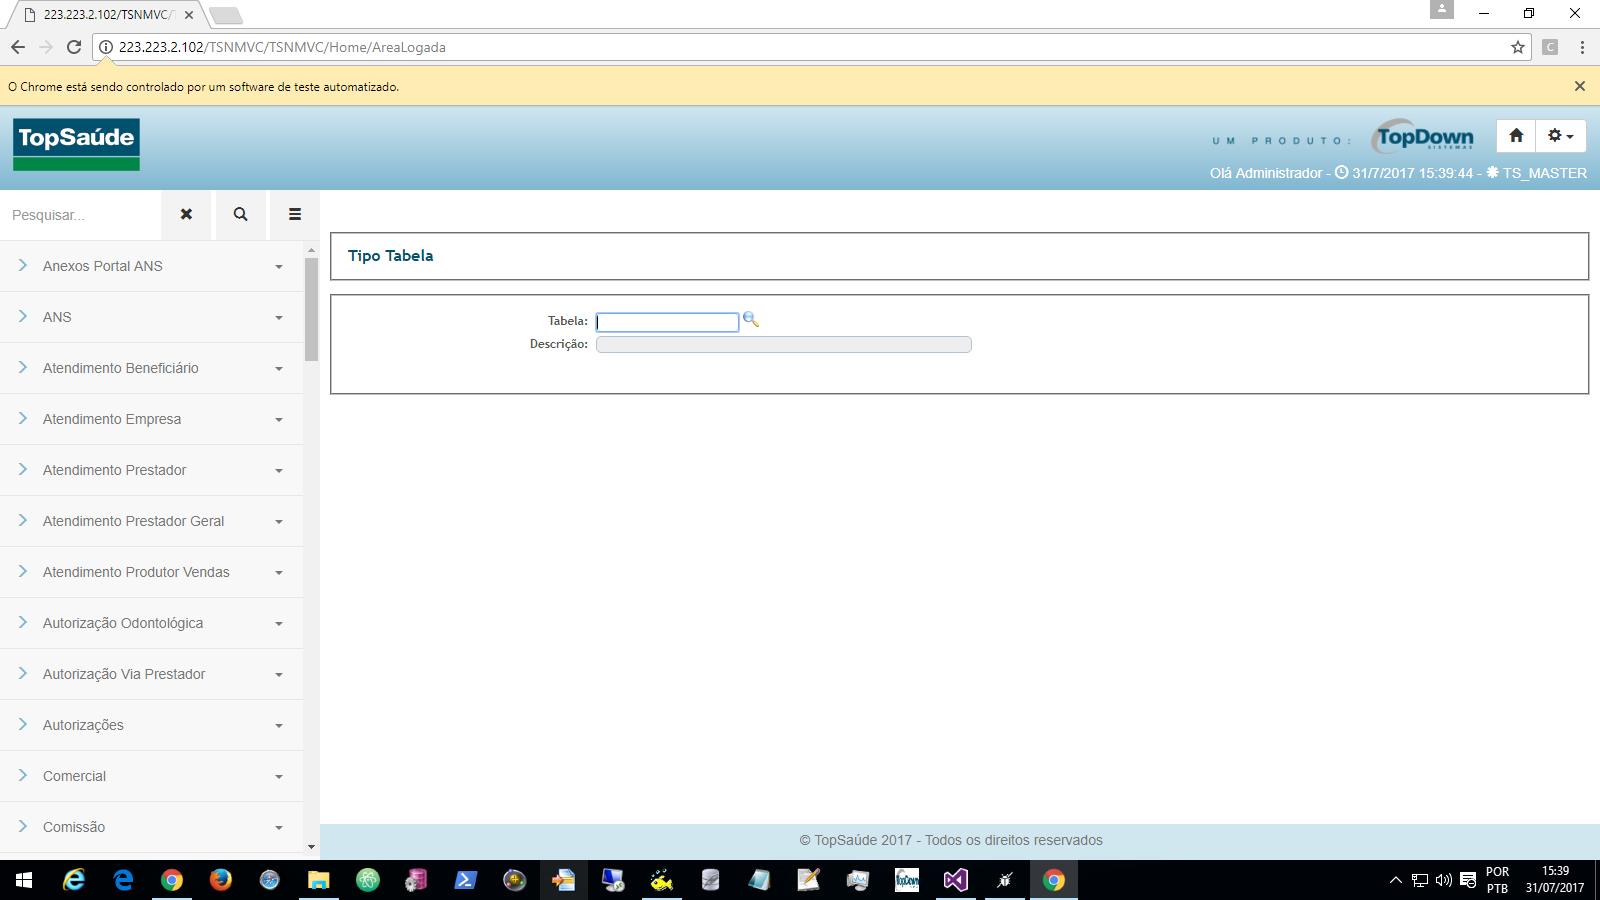 223.223.2.102/TSNMVC/
223.223.2.102/TSNMVC/TSNMVC/Home/AreaLogada
C
O Chrome está sendo controlado por um software de teste automatizado.
TopSaúde
UM PRODUTO:
TopDown
SISTEMAS
Olá Administrador - 31/7/2017 15:39:44 - TS_MASTER
Pesquisar...
Tipo Tabela
Anexos Portal ANS
ANS
Tabela:
Descrição:
Atendimento Beneficiário
Atendimento Empresa
Atendimento Prestador
Atendimento Prestador Geral
Atendimento Produtor Vendas
Autorização Odontológica
Autorização Via Prestador
Autorizações
Comercial
Comissão
© TopSaúde 2017 - Todos os direitos reservados
TopDown
POR
PTB
15:39
31/07/2017